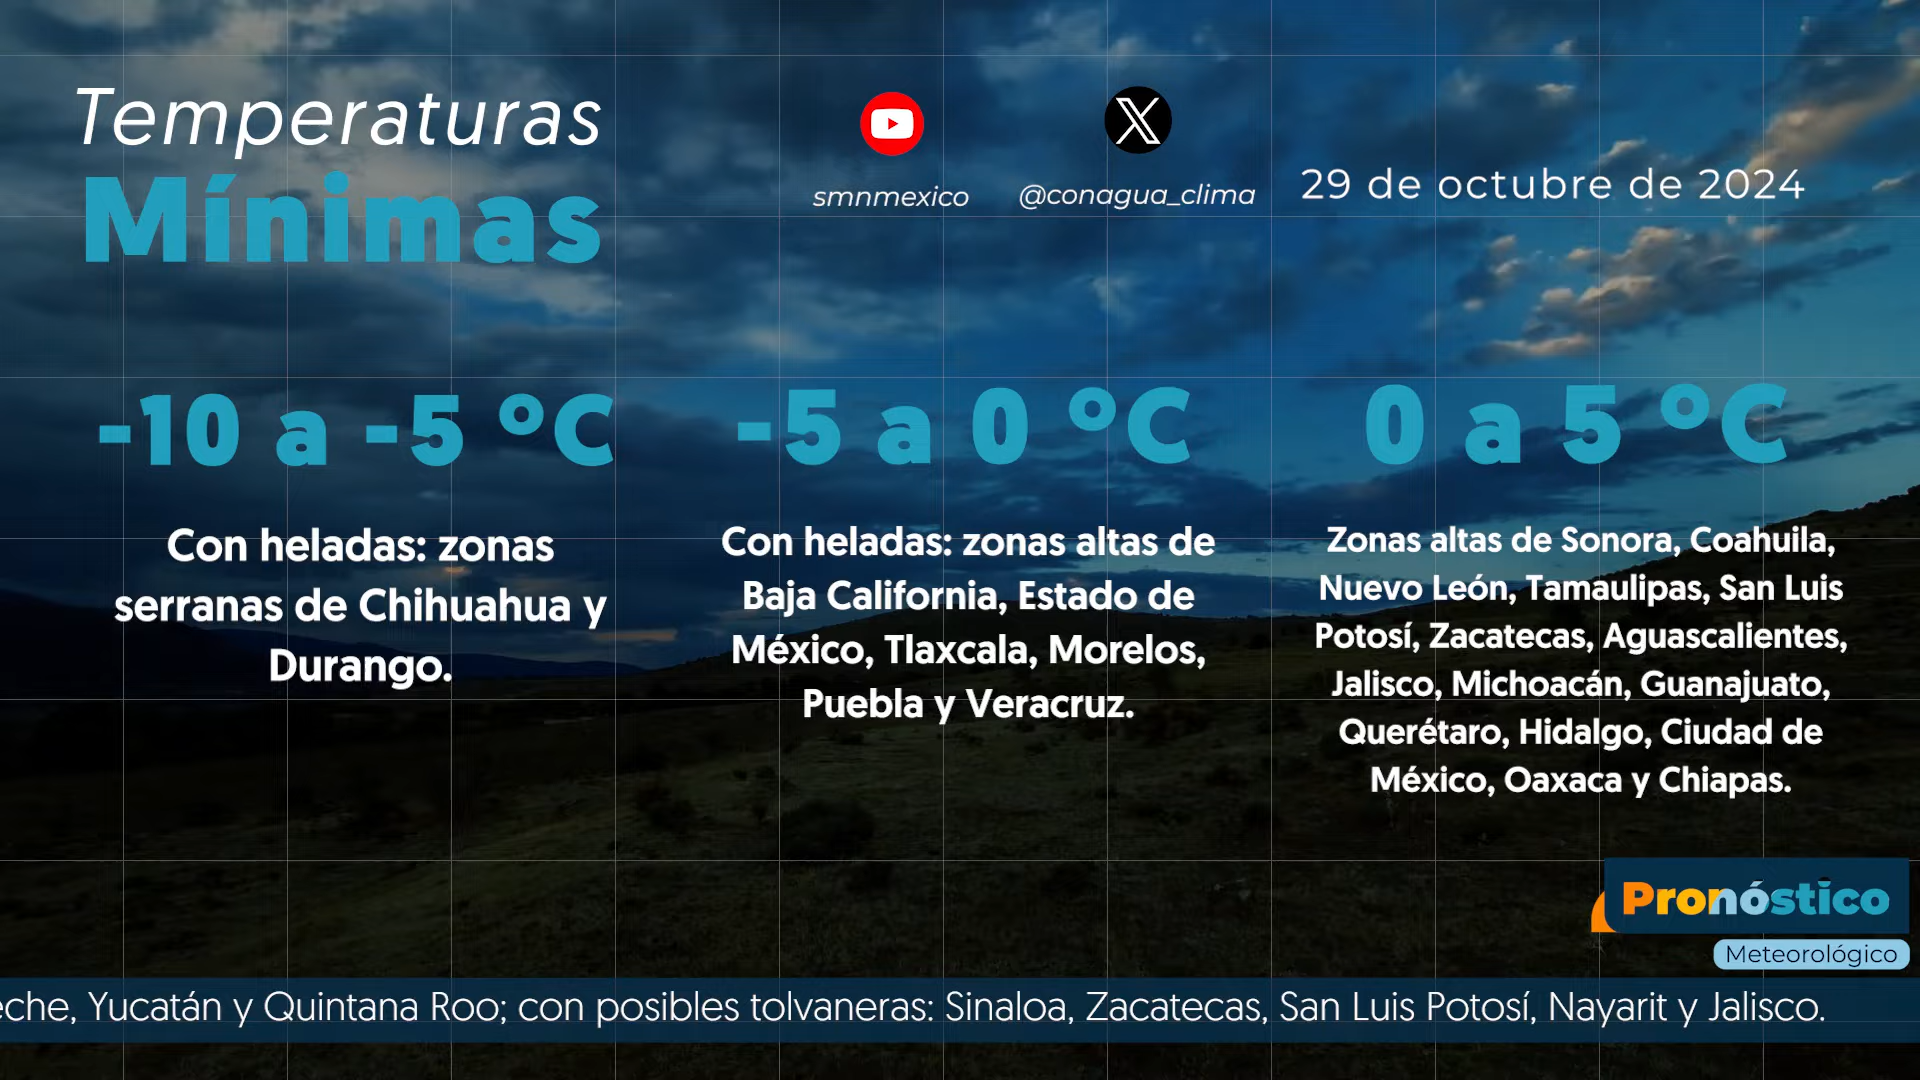 Temperaturas
Mínimas
smnmexico
@conagua_clima
29 de octubre de 2024
-10 a -5 °C
Con heladas: zonas
serranas de Chihuahua y
Durango.
-5 a 0 °C
Con heladas: zonas altas de
Baja California, Estado de
México, Tlaxcala, Morelos,
Puebla y Veracruz.
0 a 5 °C
Zonas altas de Sonora, Coahuila,
Nuevo León, Tamaulipas, San Luis
Potosí, Zacatecas, Aguascalientes,
Jalisco, Michoacán, Guanajuato,
Querétaro, Hidalgo, Ciudad de
México, Oaxaca y Chiapas.
Pronóstico
Meteorológico
eche, Yucatán y Quintana Roo; con posibles tolvaneras: Sinaloa, Zacatecas, San Luis Potosí, Nayarit y Jalisco.